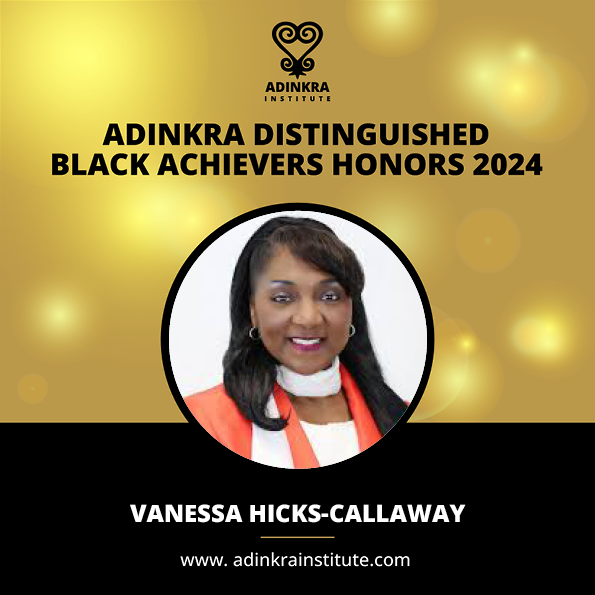 ADINKRA
INSTITUTE
ADINKRA DISTINGUISHED
BLACK ACHIEVERS HONORS 2024
VANESSA HICKS-CALLAWAY
www. adinkrainstitute.com